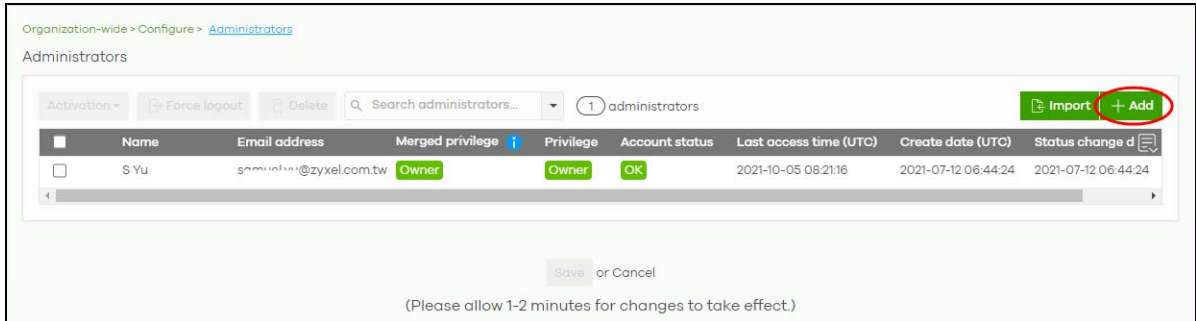 Organization-wide > Configure > Administrators
Administrators
Activation Force logout Delete Search administrators... 1 administrators Import + Add
Name Email address Merged privilege i Privilege Account status Last access time (UTC) Create date (UTC) Status change d
S Yu @zyxel.com.tw Owner Owner OK 2021-10-05 08:21:16 2021-07-12 06:44:24 2021-07-12 06:44:24
Save or Cancel
(Please allow 1-2 minutes for changes to take effect.)